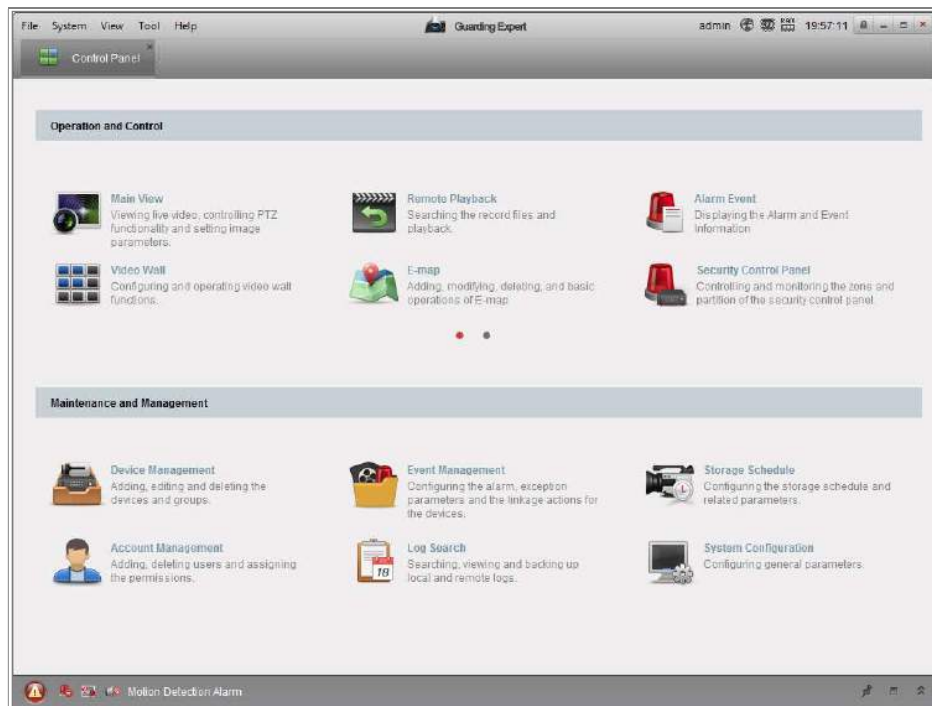 File System View Tool Help Guarding Expert admin 19:57:11
Control Panel
Operation and Control
Main View
Viewing live video, controlling PTZ
functionality and setting image
parameters.
Remote Playback
Searching the record files and
playback.
Alarm Event
Displaying the Alarm and Event
Information
Video Wall
Configuring and operating video wall
functions.
E-map
Adding, modifying, deleting, and basic
operations of E-map
Security Control Panel
Controlling and monitoring the zone and
partition of the security control panel.
Maintenance and Management
Device Management
Adding, editing and deleting the
devices and groups.
Event Management
Configuring the alarm, exception
parameters and the linkage actions for
the devices.
Storage Schedule
Configuring the storage schedule and
related parameters.
Account Management
Adding, deleting users and assigning
the permissions.
18
Log Search
Searching, viewing and backing up
local and remote logs.
System Configuration
Configuring general parameters.
Motion Detection Alarm